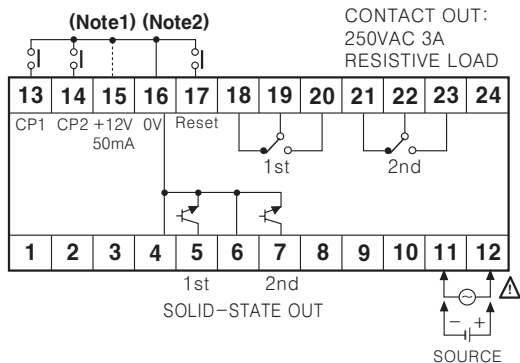 (Note1) (Note2)
CONTACT OUT:
250VAC 3A
RESISTIVE LOAD
13 14 15 16 17 18 19 20 21 22 23 24
CP1 CP2 +12V 0V Reset
50mA
1st 2nd
1 2 3 4 5 6 7 8 9 10 11 12
1st 2nd
SOLID-STATE OUT
− +
SOURCE